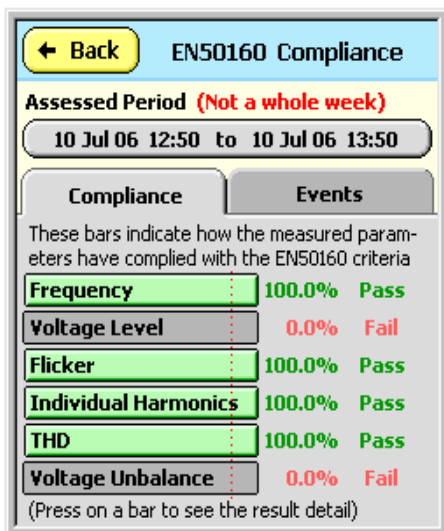 ← Back EN50160 Compliance
Assessed Period (Not a whole week)
10 Jul 06 12:50 to 10 Jul 06 13:50
Compliance Events
These bars indicate how the measured param-
eters have complied with the EN50160 criteria
Frequency 100.0% Pass
Voltage Level 0.0% Fail
Flicker 100.0% Pass
Individual Harmonics 100.0% Pass
THD 100.0% Pass
Voltage Unbalance 0.0% Fail
(Press on a bar to see the result detail)